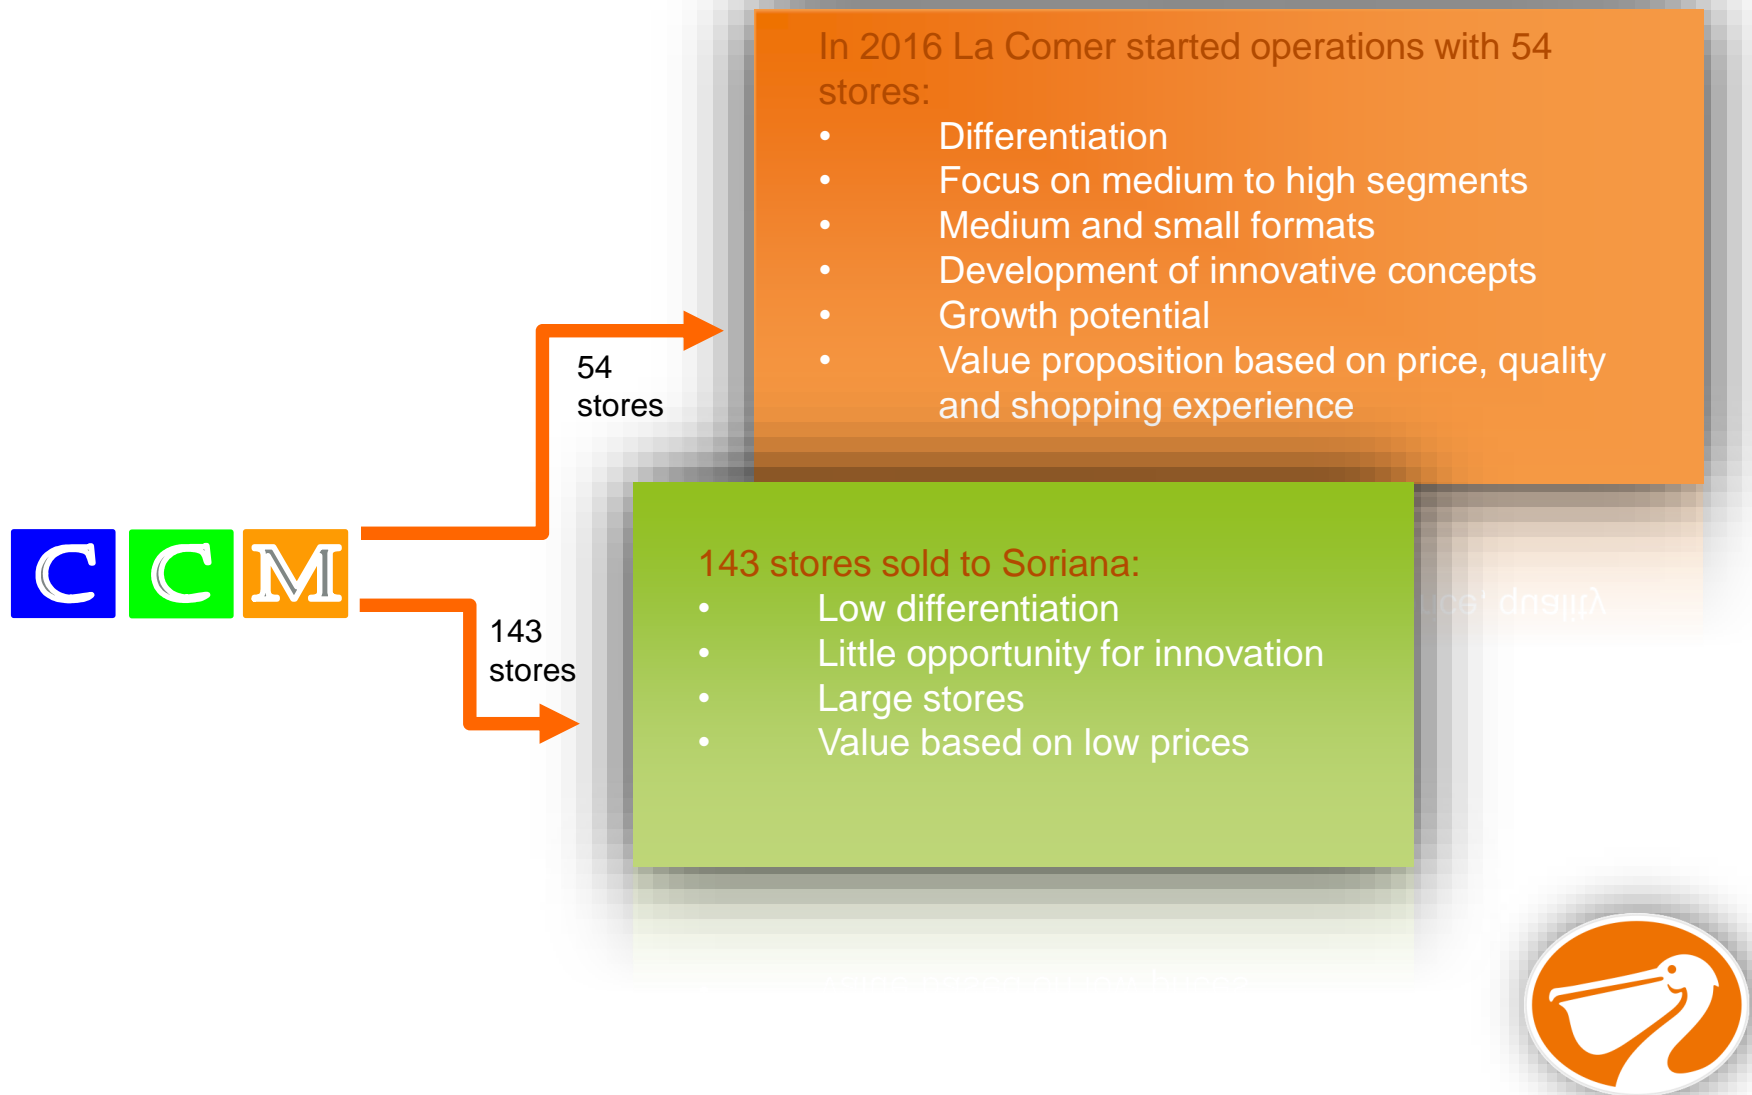 In 2016 La Comer started operations with 54
stores:
• Differentiation
• Focus on medium to high segments
• Medium and small formats
• Development of innovative concepts
• Growth potential
• Value proposition based on price, quality
and shopping experience
54
stores
C C M
143 stores sold to Soriana:
• Low differentiation
• Little opportunity for innovation
• Large stores
• Value based on low prices
143
stores